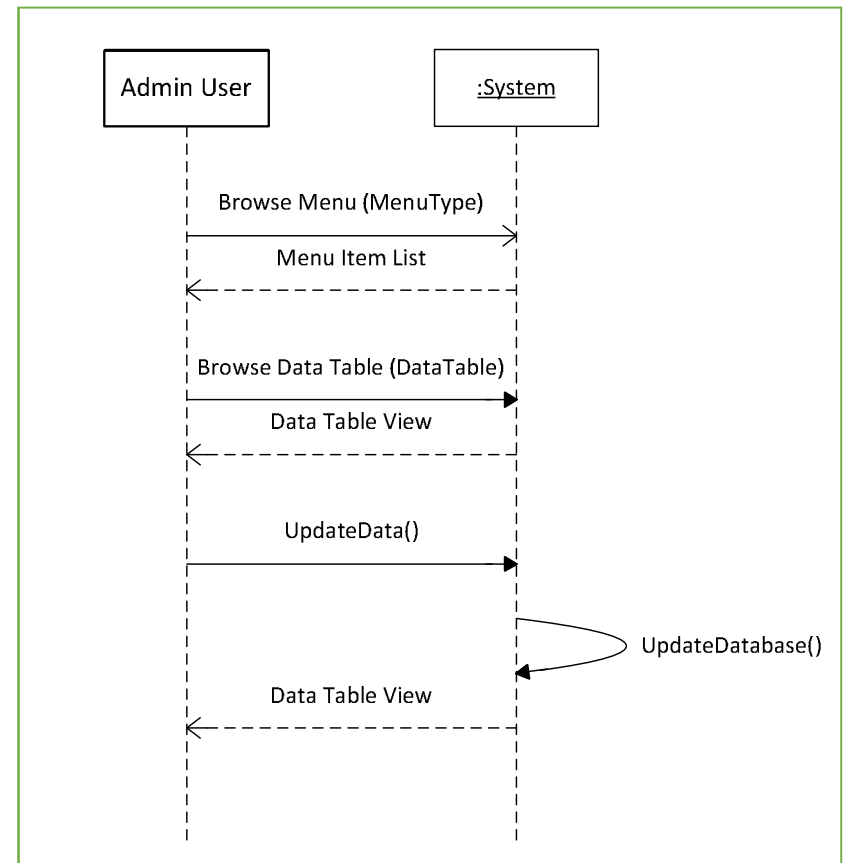 Admin User
:System
Browse Menu (MenuType)
Menu Item List
Browse Data Table (DataTable)
Data Table View
UpdateData()
UpdateDatabase()
Data Table View